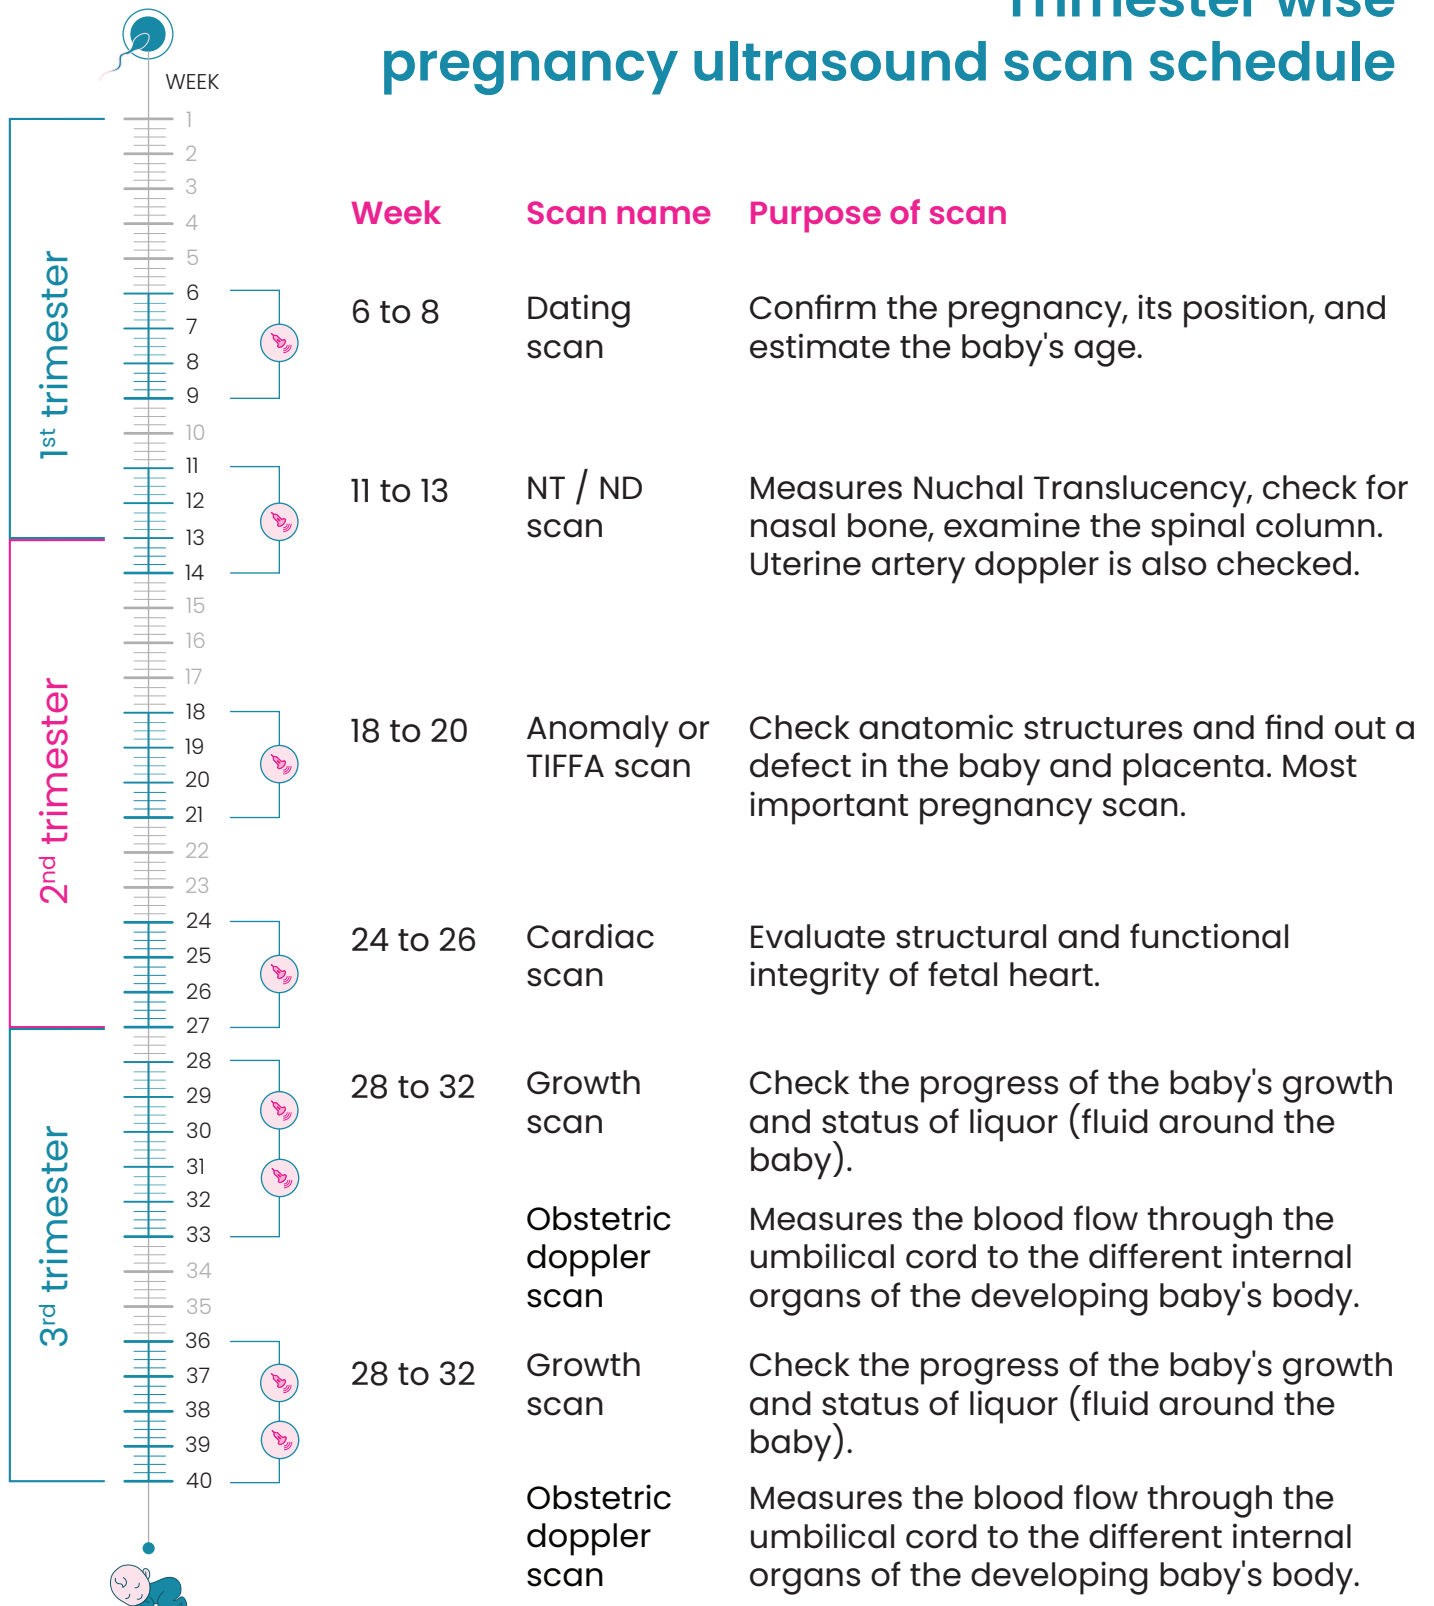 Trimester wise
pregnancy ultrasound scan schedule
WEEK
1
2
3
4
5
6
7
8
9
10
11
12
13
14
15
16
17
18
19
20
21
22
23
24
25
26
27
28
29
30
31
32
33
34
35
36
37
38
39
40
1st trimester
2nd trimester
3rd trimester
Week Scan name Purpose of scan
6 to 8 Dating Confirm the pregnancy, its position, and
scan estimate the baby's age.
11 to 13 NT / ND Measures Nuchal Translucency, check for
scan nasal bone, examine the spinal column.
Uterine artery doppler is also checked.
18 to 20 Anomaly or Check anatomic structures and find out a
TIFFA scan defect in the baby and placenta. Most
important pregnancy scan.
24 to 26 Cardiac Evaluate structural and functional
scan integrity of fetal heart.
28 to 32 Growth Check the progress of the baby's growth
scan and status of liquor (fluid around the
baby).
Obstetric Measures the blood flow through the
doppler umbilical cord to the different internal
scan organs of the developing baby's body.
28 to 32 Growth Check the progress of the baby's growth
scan and status of liquor (fluid around the
baby).
Obstetric Measures the blood flow through the
doppler umbilical cord to the different internal
scan organs of the developing baby's body.